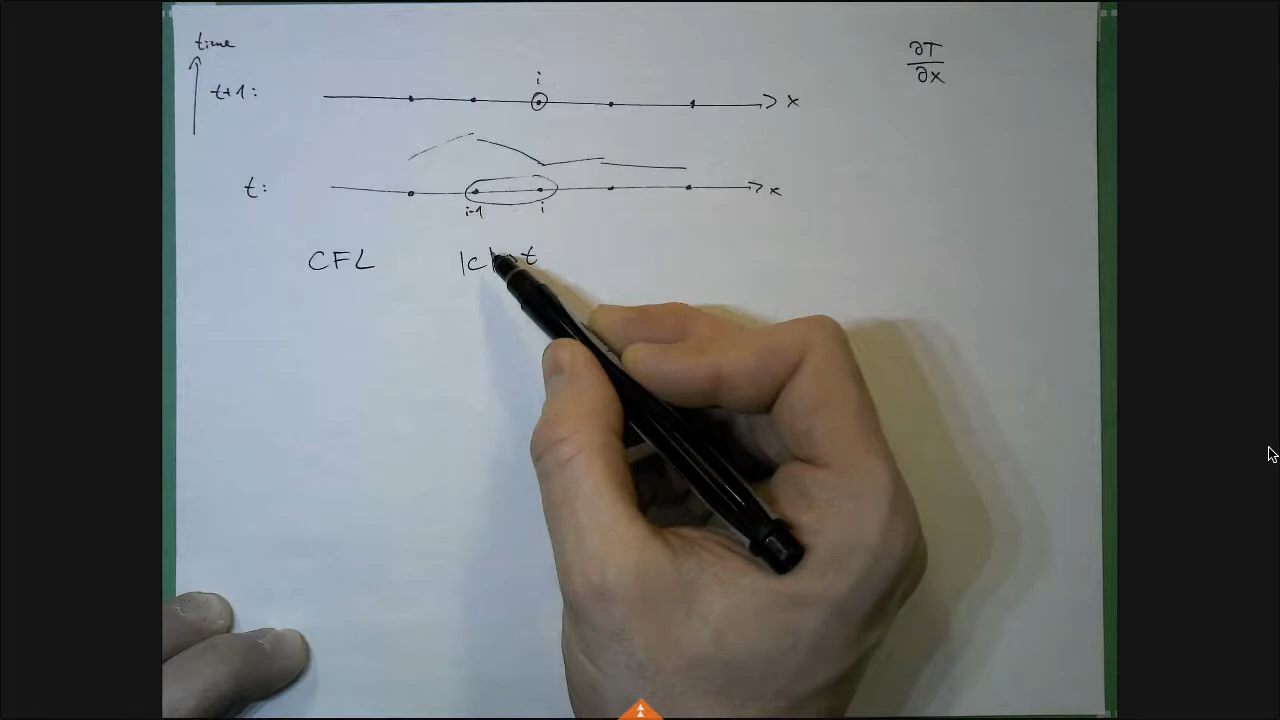 time
∂T
∂x
i
t+1:
x
t:
x
i-1 i
CFL |c| t